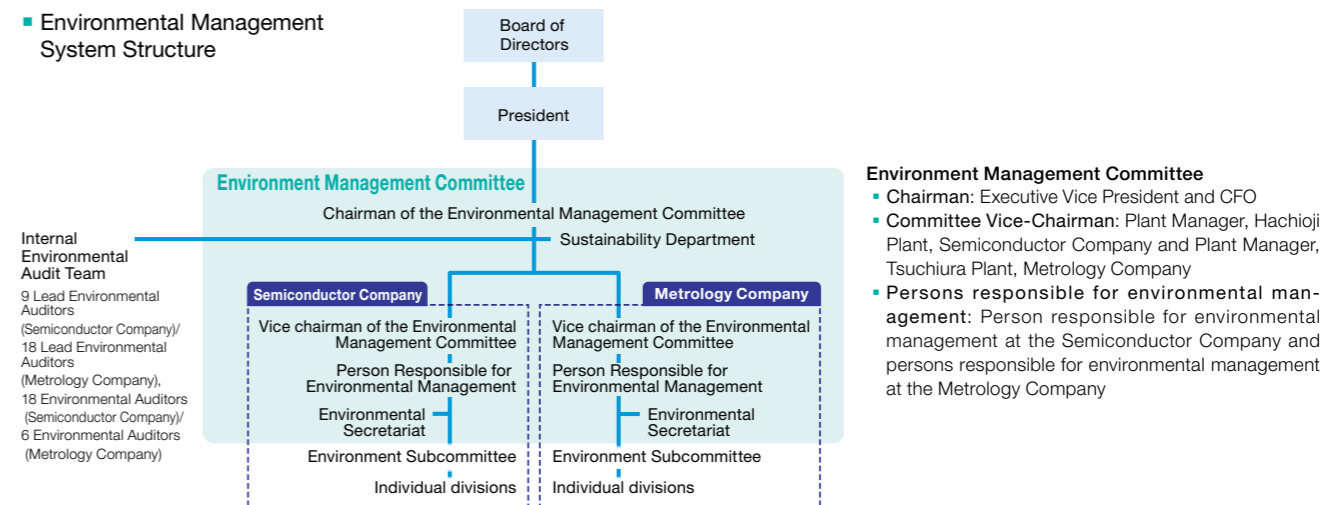 Environmental Management
System Structure
Board of
Directors
President
Environment Management Committee
Chairman of the Environmental Management Committee
Sustainability Department
Internal
Environmental
Audit Team
9 Lead Environmental
Auditors
(Semiconductor Company)/
18 Lead Environmental
Auditors
(Metrology Company),
18 Environmental Auditors
(Semiconductor Company)/
6 Environmental Auditors
(Metrology Company)
Semiconductor Company
Vice chairman of the Environmental
Management Committee
Person Responsible for
Environmental Management
Environmental
Secretariat
Environment Subcommittee
Individual divisions
Metrology Company
Vice chairman of the Environmental
Management Committee
Person Responsible for
Environmental Management
Environmental
Secretariat
Environment Subcommittee
Individual divisions
Environment Management Committee
Chairman: Executive Vice President and CFO
Committee Vice-Chairman: Plant Manager, Hachioji
Plant, Semiconductor Company and Plant Manager,
Tsuchiura Plant, Metrology Company
Persons responsible for environmental man-
agement: Person responsible for environmental
management at the Semiconductor Company and
persons responsible for environmental management
at the Metrology Company